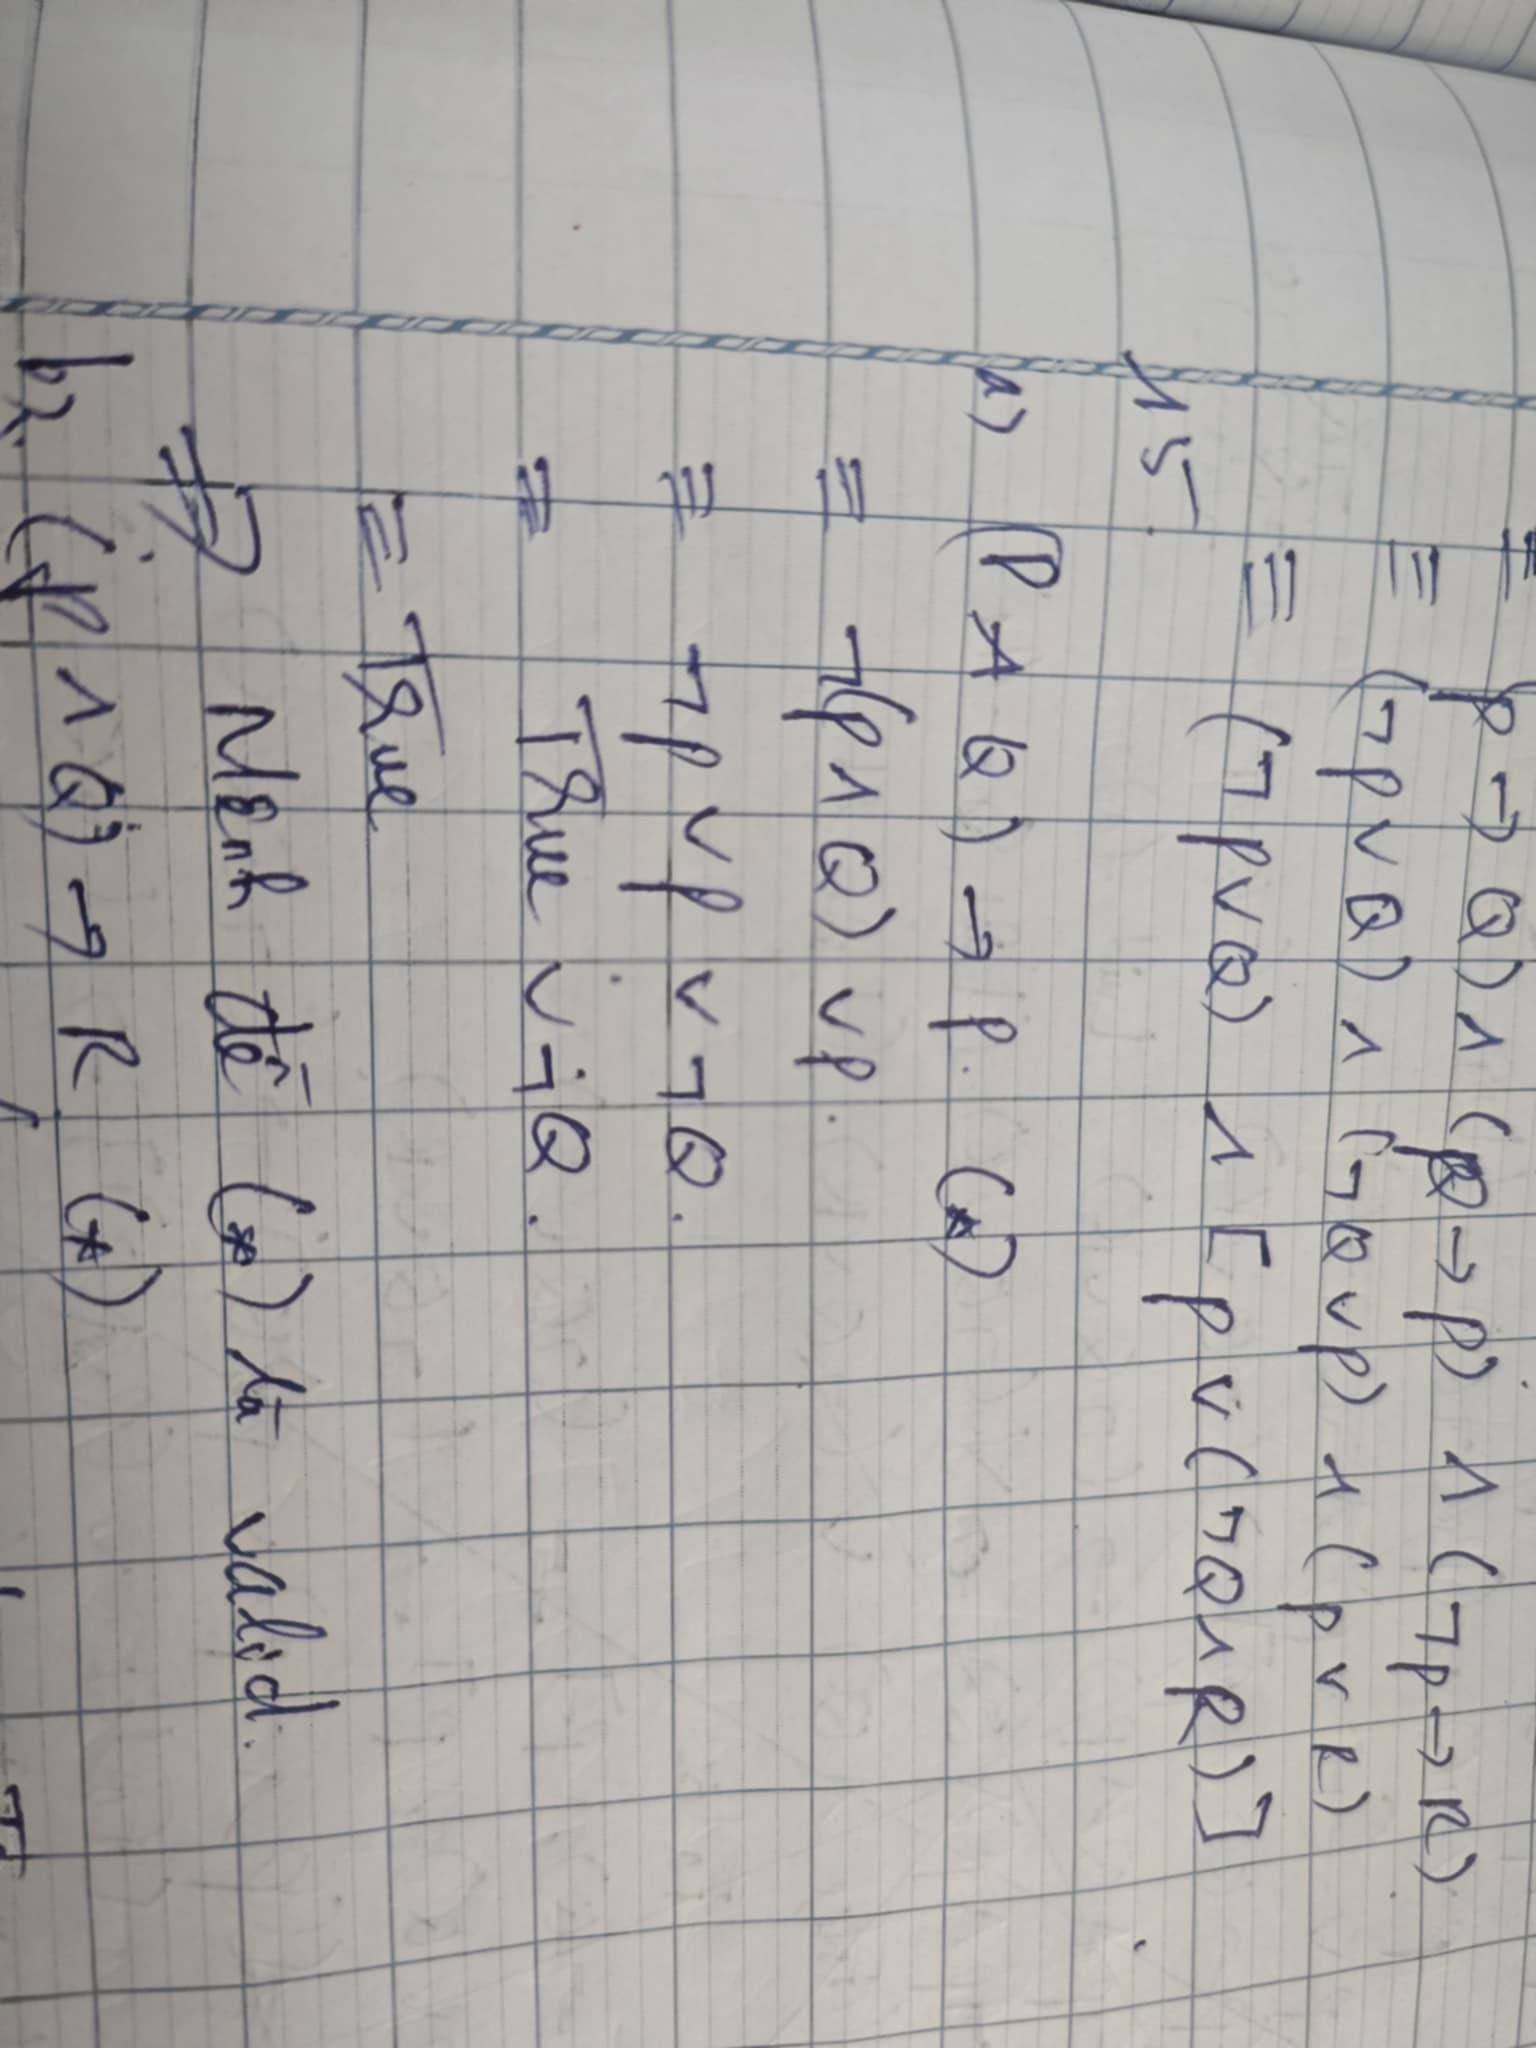 ≡ (P → Q) ∧ (Q → P) ∧ (¬P → R)
≡ (¬P ∨ Q) ∧ (¬Q ∨ P) ∧ (P ∨ R)
≡ (¬P ∨ Q) ∧ [P ∨ (¬Q ∧ R)]
15.
a) (P ∧ Q) → P. (*)
≡ ¬(P ∧ Q) ∨ P.
≡ ¬P ∨ P ∨ ¬Q.
≡ True ∨ ¬Q.
≡ True
⇒ Mệnh đề (*) là valid.
b). (P ∧ Q) → R (*)